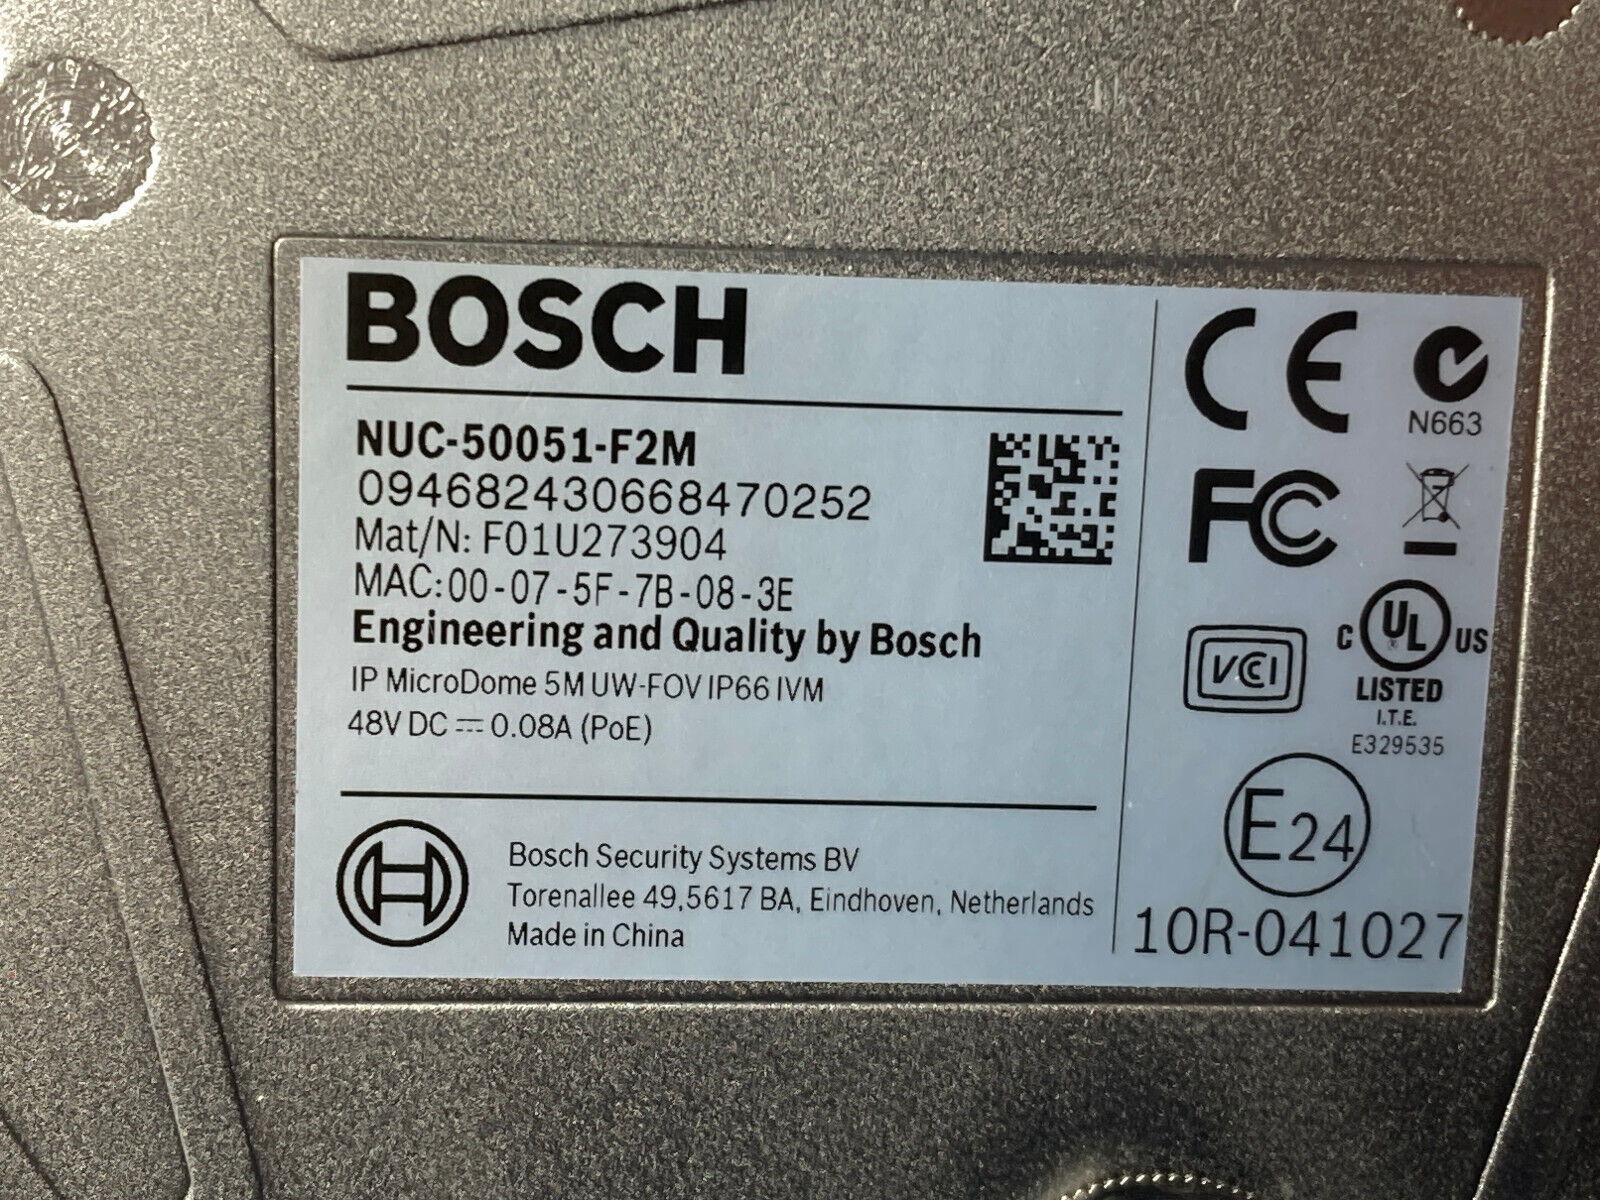 BOSCH
NUC-50051-F2M
094682430668470252
Mat/N: F01U273904
MAC:00-07-5F-7B-08-3E
Engineering and Quality by Bosch
IP MicroDome 5M UW-FOV IP66 IVM
48V DC ⎓ 0.08A (PoE)
Bosch Security Systems BV
Torenallee 49,5617 BA, Eindhoven, Netherlands
Made in China
CE
N663
FC
VCI
C UL US
LISTED
I.T.E.
E329535
E24
10R-041027